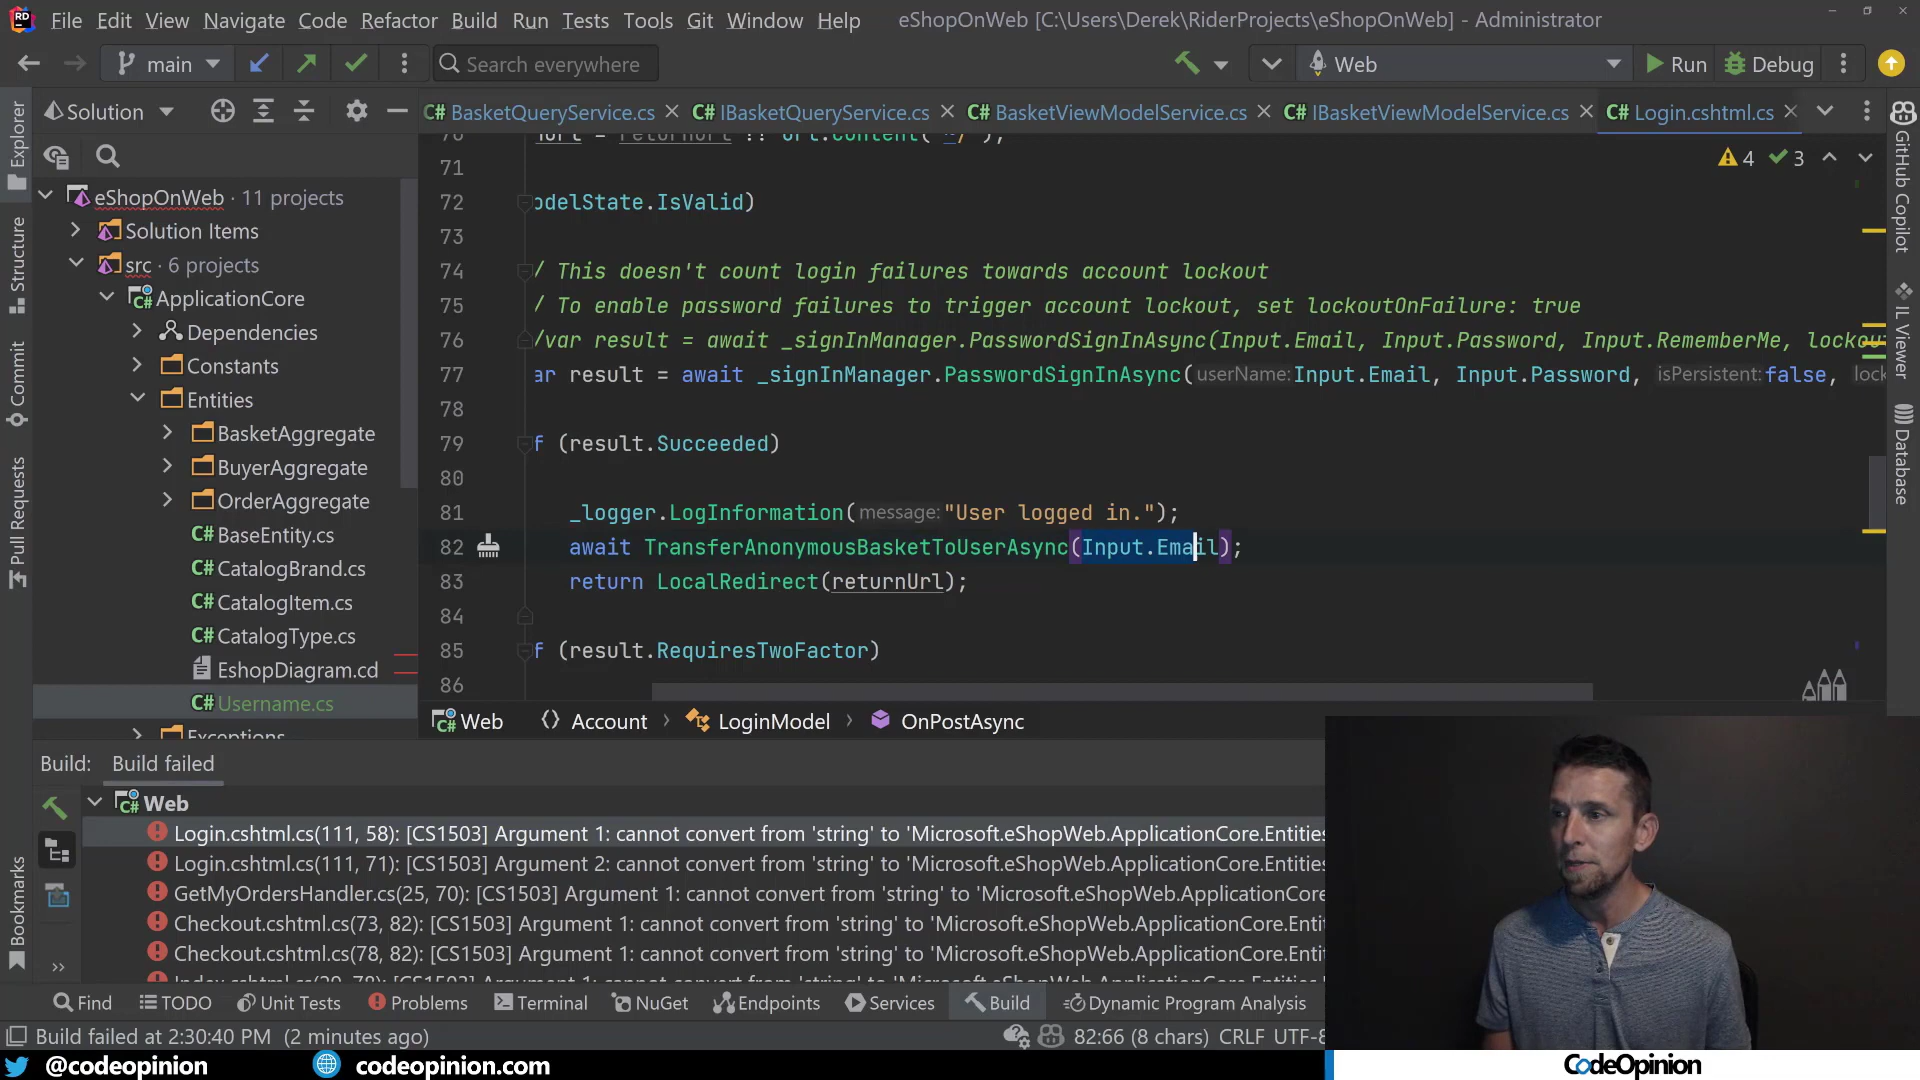 File Edit View Navigate Code Refactor Build Run Tests Tools Git Window Help eShopOnWeb [C:\Users\Derek\RiderProjects\eShopOnWeb] - Administrator
main Search everywhere Web Run Debug
Solution BasketQueryService.cs IBasketQueryService.cs BasketViewModelService.cs IBasketViewModelService.cs Login.cshtml.cs
4 3
eShopOnWeb · 11 projects
Solution Items
src · 6 projects
ApplicationCore
Dependencies
Constants
Entities
BasketAggregate
BuyerAggregate
OrderAggregate
C# BaseEntity.cs
C# CatalogBrand.cs
C# CatalogItem.cs
C# CatalogType.cs
EshopDiagram.cd
C# Username.cs
Exceptions
71
72 odelState.IsValid)
73
74 / This doesn't count login failures towards account lockout
75 / To enable password failures to trigger account lockout, set lockoutOnFailure: true
76 /var result = await _signInManager.PasswordSignInAsync(Input.Email, Input.Password, Input.RememberMe, lockou
77 ar result = await _signInManager.PasswordSignInAsync(userName:Input.Email, Input.Password, isPersistent:false, lock
78
79 f (result.Succeeded)
80
81 _logger.LogInformation(message:"User logged in.");
82 await TransferAnonymousBasketToUserAsync(Input.Email);
83 return LocalRedirect(returnUrl);
84
85 f (result.RequiresTwoFactor)
86
Web Account LoginModel OnPostAsync
Explorer
Structure
Commit
Pull Requests
Bookmarks
GitHub Copilot
IL Viewer
Database
Build: Build failed
Web
Login.cshtml.cs(111, 58): [CS1503] Argument 1: cannot convert from 'string' to 'Microsoft.eShopWeb.ApplicationCore.Entities
Login.cshtml.cs(111, 71): [CS1503] Argument 2: cannot convert from 'string' to 'Microsoft.eShopWeb.ApplicationCore.Entities
GetMyOrdersHandler.cs(25, 70): [CS1503] Argument 1: cannot convert from 'string' to 'Microsoft.eShopWeb.ApplicationCore
Checkout.cshtml.cs(73, 82): [CS1503] Argument 1: cannot convert from 'string' to 'Microsoft.eShopWeb.ApplicationCore.Enti
Checkout.cshtml.cs(78, 82): [CS1503] Argument 1: cannot convert from 'string' to 'Microsoft.eShopWeb.ApplicationCore.Enti
Find TODO Unit Tests Problems Terminal NuGet Endpoints Services Build Dynamic Program Analysis
Build failed at 2:30:40 PM (2 minutes ago) 82:66 (8 chars) CRLF UTF-8
@codeopinion codeopinion.com CodeOpinion